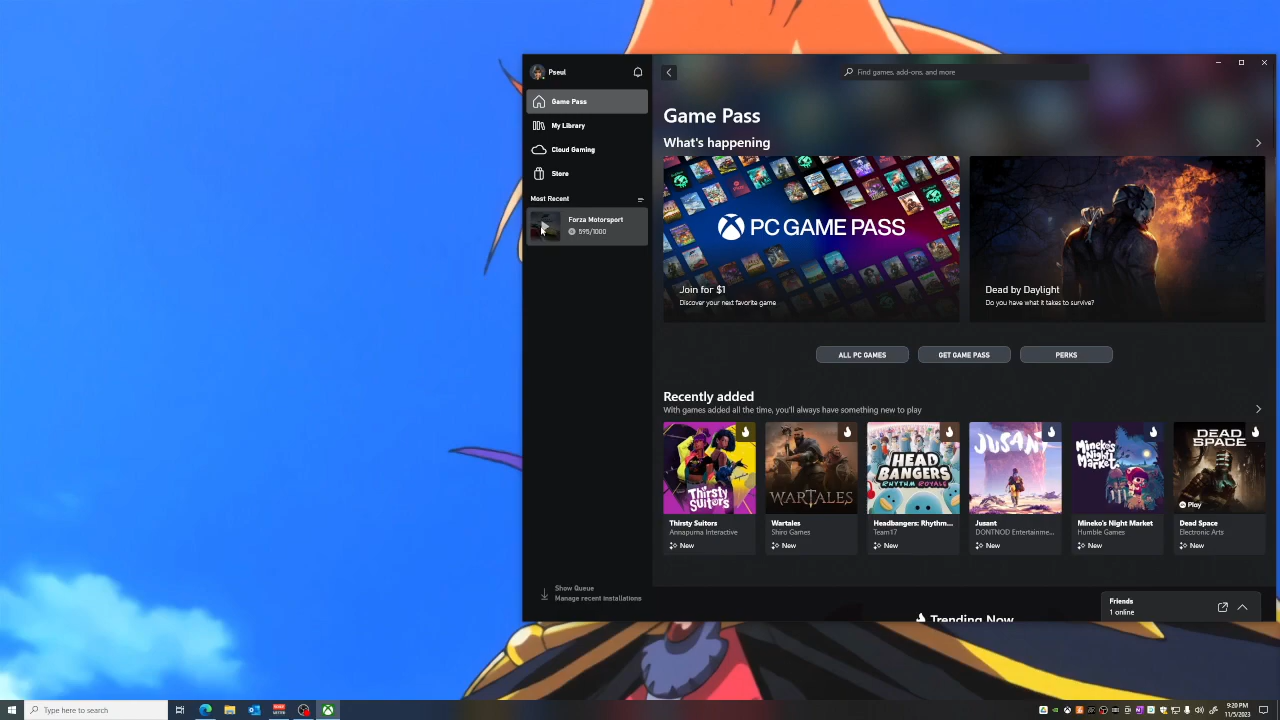 Pseul
Find games, add-ons, and more
Game Pass
My Library
Cloud Gaming
Store
Most Recent
Forza Motorsport
595/1000
Show Queue
Manage recent installations
Game Pass
What's happening
PC GAME PASS
Join for $1
Discover your next favorite game
Dead by Daylight
Do you have what it takes to survive?
ALL PC GAMES
GET GAME PASS
PERKS
Recently added
With games added all the time, you'll always have something new to play
Thirsty
Suitors
WARTALES
HEAD
BANGERS
RHYTHM ROYALE
JUSANT
Mineko's
Night
Market
DEAD
SPACE
Play
Thirsty Suitors
Annapurna Interactive
New
Wartales
Shiro Games
New
Headbangers: Rhythm...
Team17
New
Jusant
DONTNOD Entertainme...
New
Mineko's Night Market
Humble Games
New
Dead Space
Electronic Arts
New
Trending Now
Friends
1 online
Type here to search
9:20 PM
11/5/2023